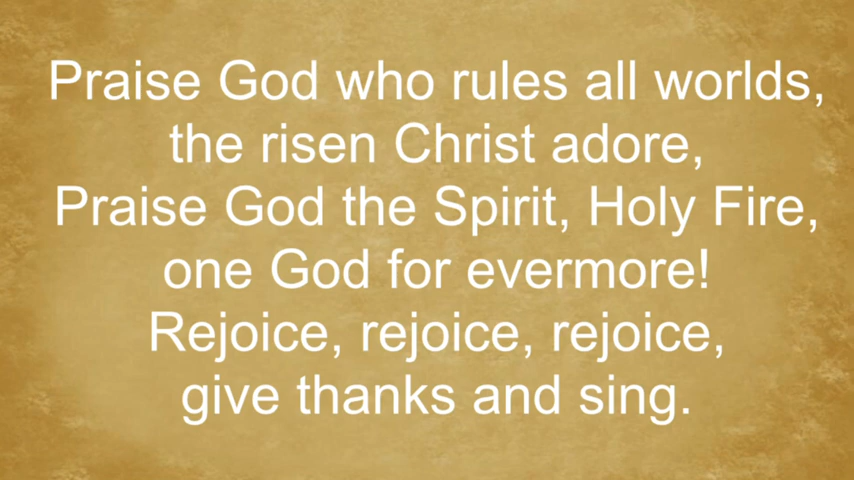 Praise God who rules all worlds,
the risen Christ adore,
Praise God the Spirit, Holy Fire,
one God for evermore!
Rejoice, rejoice, rejoice,
give thanks and sing.